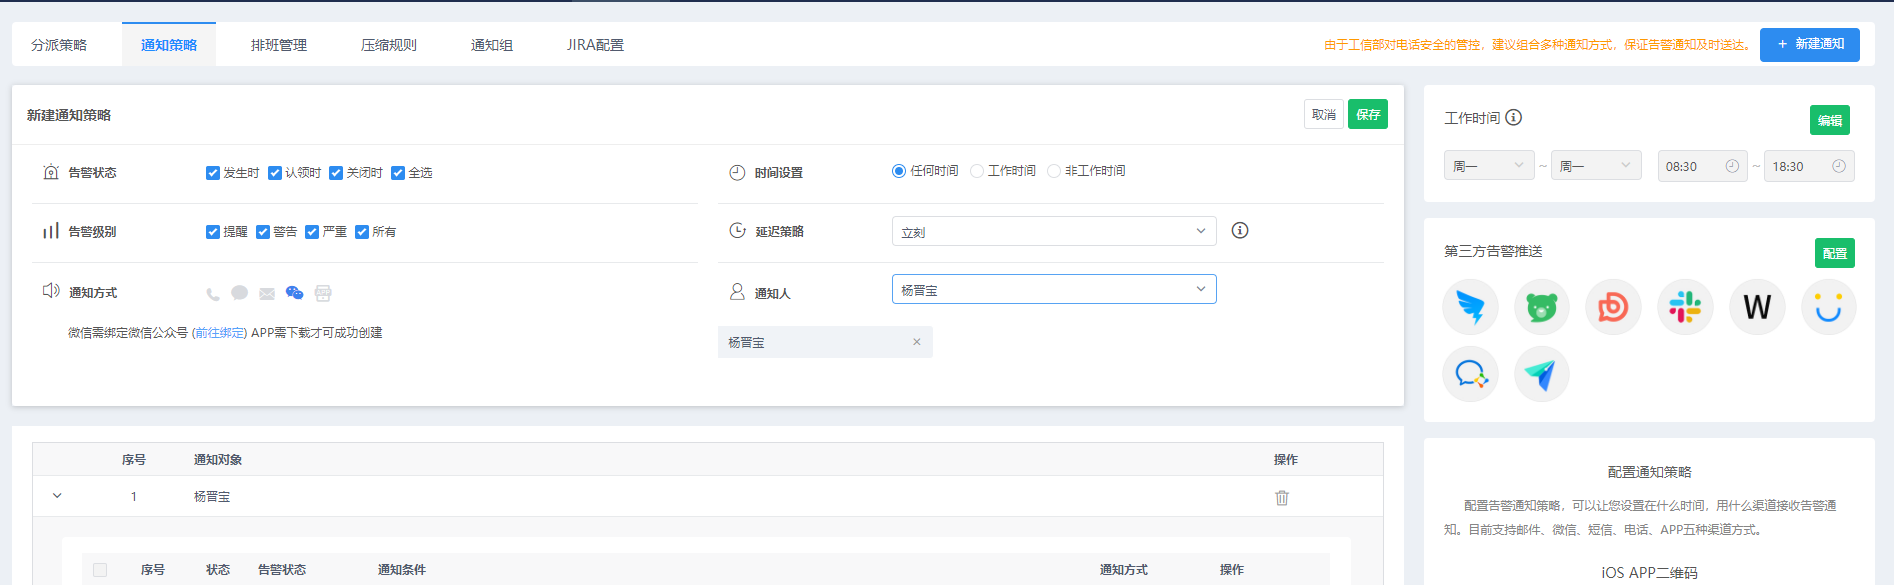 分派策略 通知策略 排班管理 压缩规则 通知组 JIRA配置 由于工信部对电话安全的管控，建议组合多种通知方式，保证告警通知及时送达。 + 新建通知
新建通知策略 取消 保存
告警状态 发生时 认领时 关闭时 全选 时间设置 任何时间 工作时间 非工作时间
告警级别 提醒 警告 严重 所有 延迟策略 立刻
通知方式 通知人 杨晋宝
微信需绑定微信公众号 (前往绑定) APP需下载才可成功创建 杨晋宝 ×
序号 通知对象 操作
1 杨晋宝
序号 状态 告警状态 通知条件 通知方式 操作
工作时间 编辑
周一 ~ 周一 08:30 ~ 18:30
第三方告警推送 配置
W
配置通知策略
配置告警通知策略，可以让您设置在什么时间，用什么渠道接收告警通
知。目前支持邮件、微信、短信、电话、APP五种渠道方式。
iOS APP二维码